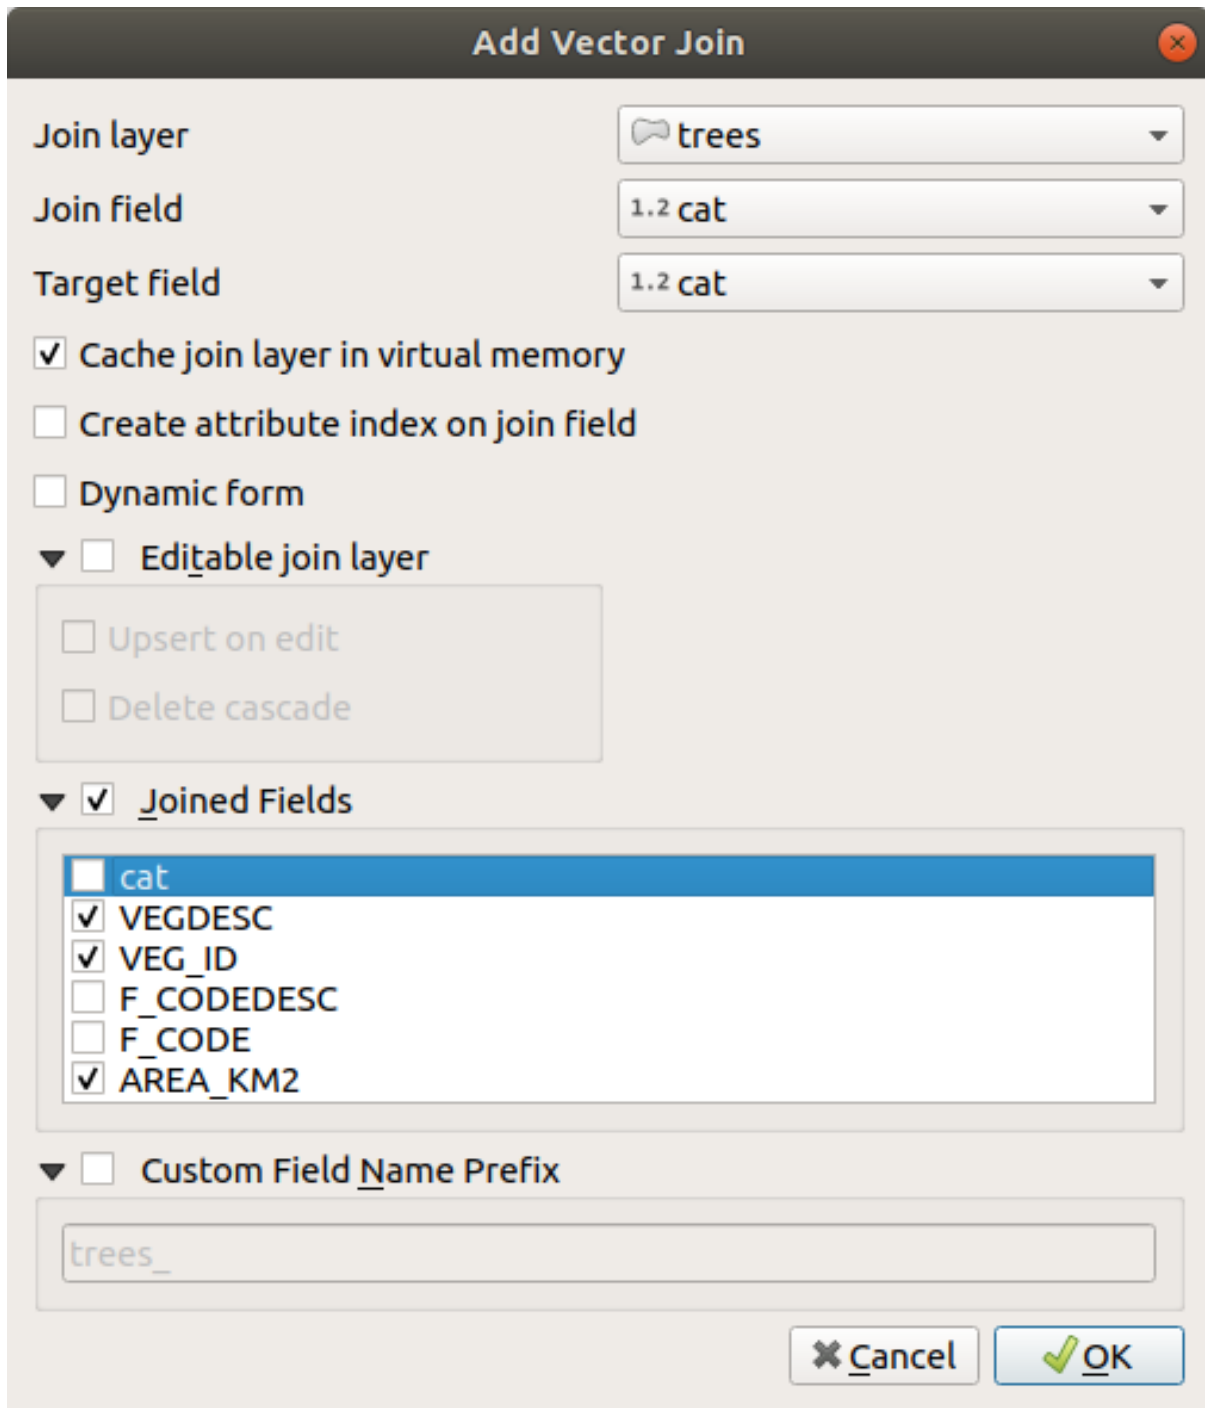 Add Vector Join
Join layer trees
Join field 1.2 cat
Target field 1.2 cat
Cache join layer in virtual memory
Create attribute index on join field
Dynamic form
Editable join layer
Upsert on edit
Delete cascade
Joined Fields
cat
VEGDESC
VEG_ID
F_CODEDESC
F_CODE
AREA_KM2
Custom Field Name Prefix
trees_
Cancel OK